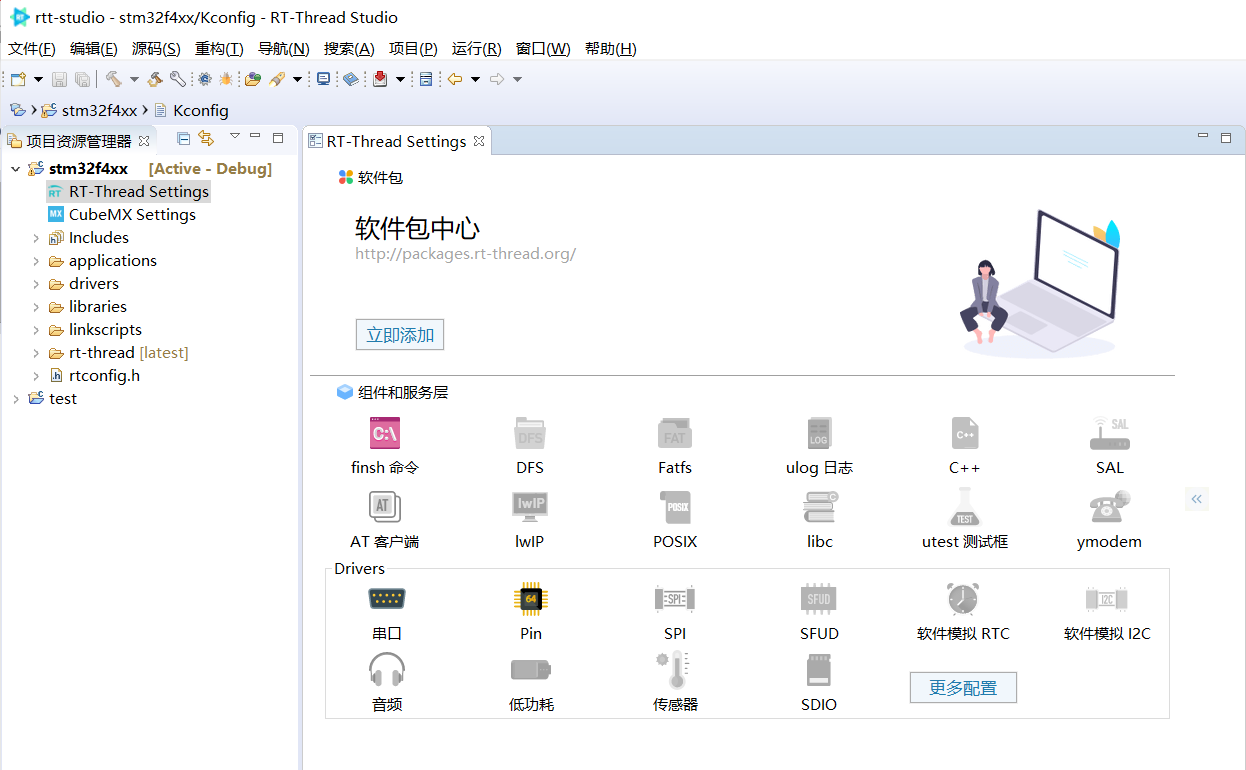 rtt-studio - stm32f4xx/Kconfig - RT-Thread Studio
文件(F) 编辑(E) 源码(S) 重构(T) 导航(N) 搜索(A) 项目(P) 运行(R) 窗口(W) 帮助(H)
stm32f4xx Kconfig
项目资源管理器
stm32f4xx [Active - Debug]
RT RT-Thread Settings
MX CubeMX Settings
Includes
applications
drivers
libraries
linkscripts
rt-thread [latest]
.h rtconfig.h
test
RT-Thread Settings
软件包
软件包中心
http://packages.rt-thread.org/
立即添加
组件和服务层
C:\ DFS FAT LOG C++ SAL
finsh 命令 DFS Fatfs ulog 日志 C++ SAL
AT lwIP POSIX C TEST
AT 客户端 lwIP POSIX libc utest 测试框 ymodem
Drivers
64 SPI SFUD I2C
串口 Pin SPI SFUD 软件模拟 RTC 软件模拟 I2C
音频 低功耗 传感器 SDIO
更多配置